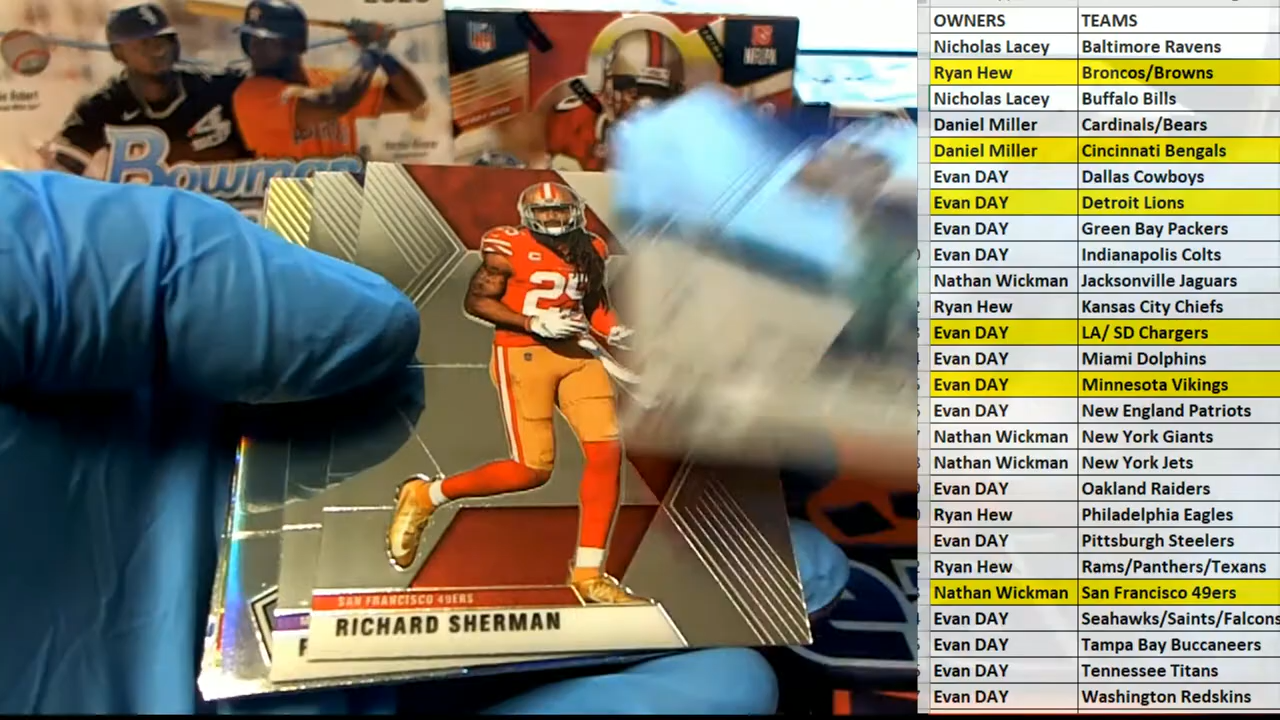 Bowman
NFL
SAN FRANCISCO 49ERS
RICHARD SHERMAN
OWNERS TEAMS
Nicholas Lacey Baltimore Ravens
Ryan Hew Broncos/Browns
Nicholas Lacey Buffalo Bills
Daniel Miller Cardinals/Bears
Daniel Miller Cincinnati Bengals
Evan DAY Dallas Cowboys
Evan DAY Detroit Lions
Evan DAY Green Bay Packers
Evan DAY Indianapolis Colts
Nathan Wickman Jacksonville Jaguars
Ryan Hew Kansas City Chiefs
Evan DAY LA/ SD Chargers
Evan DAY Miami Dolphins
Evan DAY Minnesota Vikings
Evan DAY New England Patriots
Nathan Wickman New York Giants
Nathan Wickman New York Jets
Evan DAY Oakland Raiders
Ryan Hew Philadelphia Eagles
Evan DAY Pittsburgh Steelers
Ryan Hew Rams/Panthers/Texans
Nathan Wickman San Francisco 49ers
Evan DAY Seahawks/Saints/Falcons
Evan DAY Tampa Bay Buccaneers
Evan DAY Tennessee Titans
Evan DAY Washington Redskins